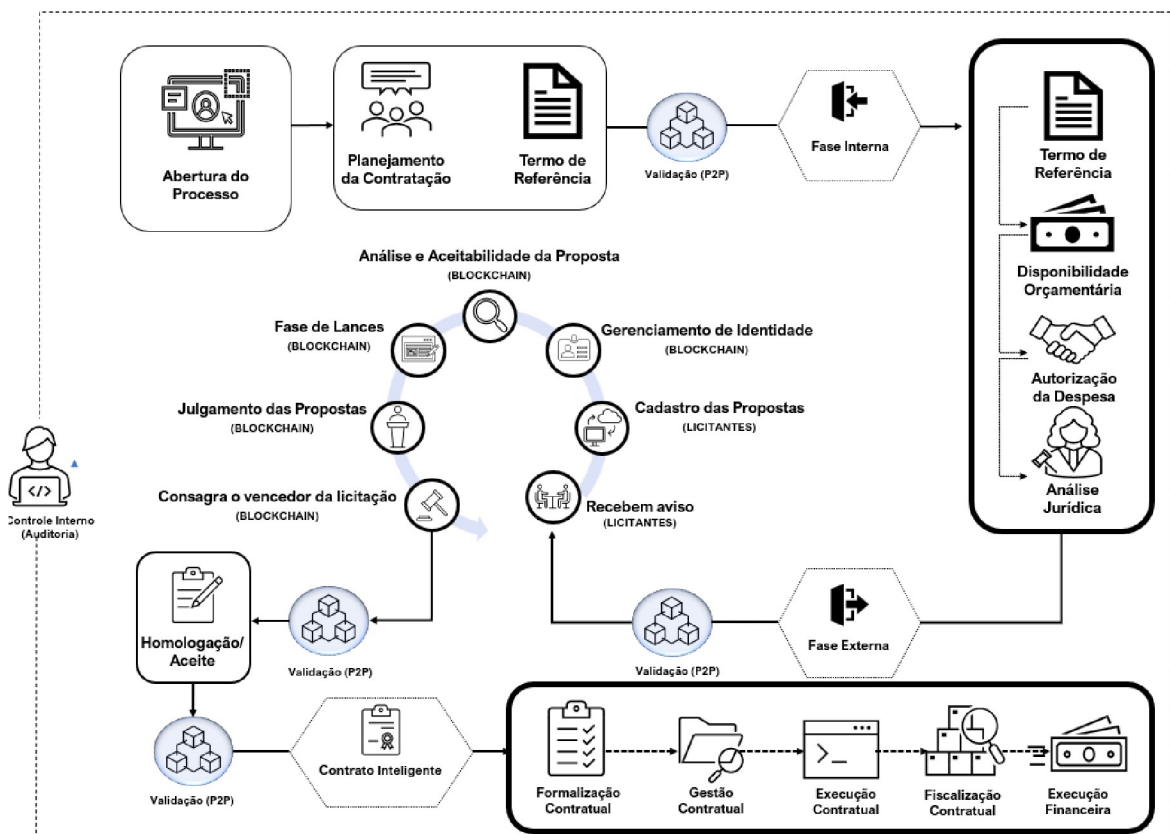 Abertura do
Processo
Planejamento
da Contratação
Termo de
Referência
Validação (P2P)
Fase Interna
Termo de
Referência
Disponibilidade
Orçamentária
Autorização
da Despesa
Análise
Jurídica
Análise e Aceitabilidade da Proposta
(BLOCKCHAIN)
Fase de Lances
(BLOCKCHAIN)
Gerenciamento de Identidade
(BLOCKCHAIN)
Julgamento das Propostas
(BLOCKCHAIN)
Cadastro das Propostas
(LICITANTES)
Consagra o vencedor da licitação
(BLOCKCHAIN)
Recebem aviso
(LICITANTES)
</>
Controle Interno
(Auditoria)
Homologação/
Aceite
Validação (P2P)
Validação (P2P)
Fase Externa
Validação (P2P)
Contrato Inteligente
Formalização
Contratual
Gestão
Contratual
Execução
Contratual
Fiscalização
Contratual
Execução
Financeira